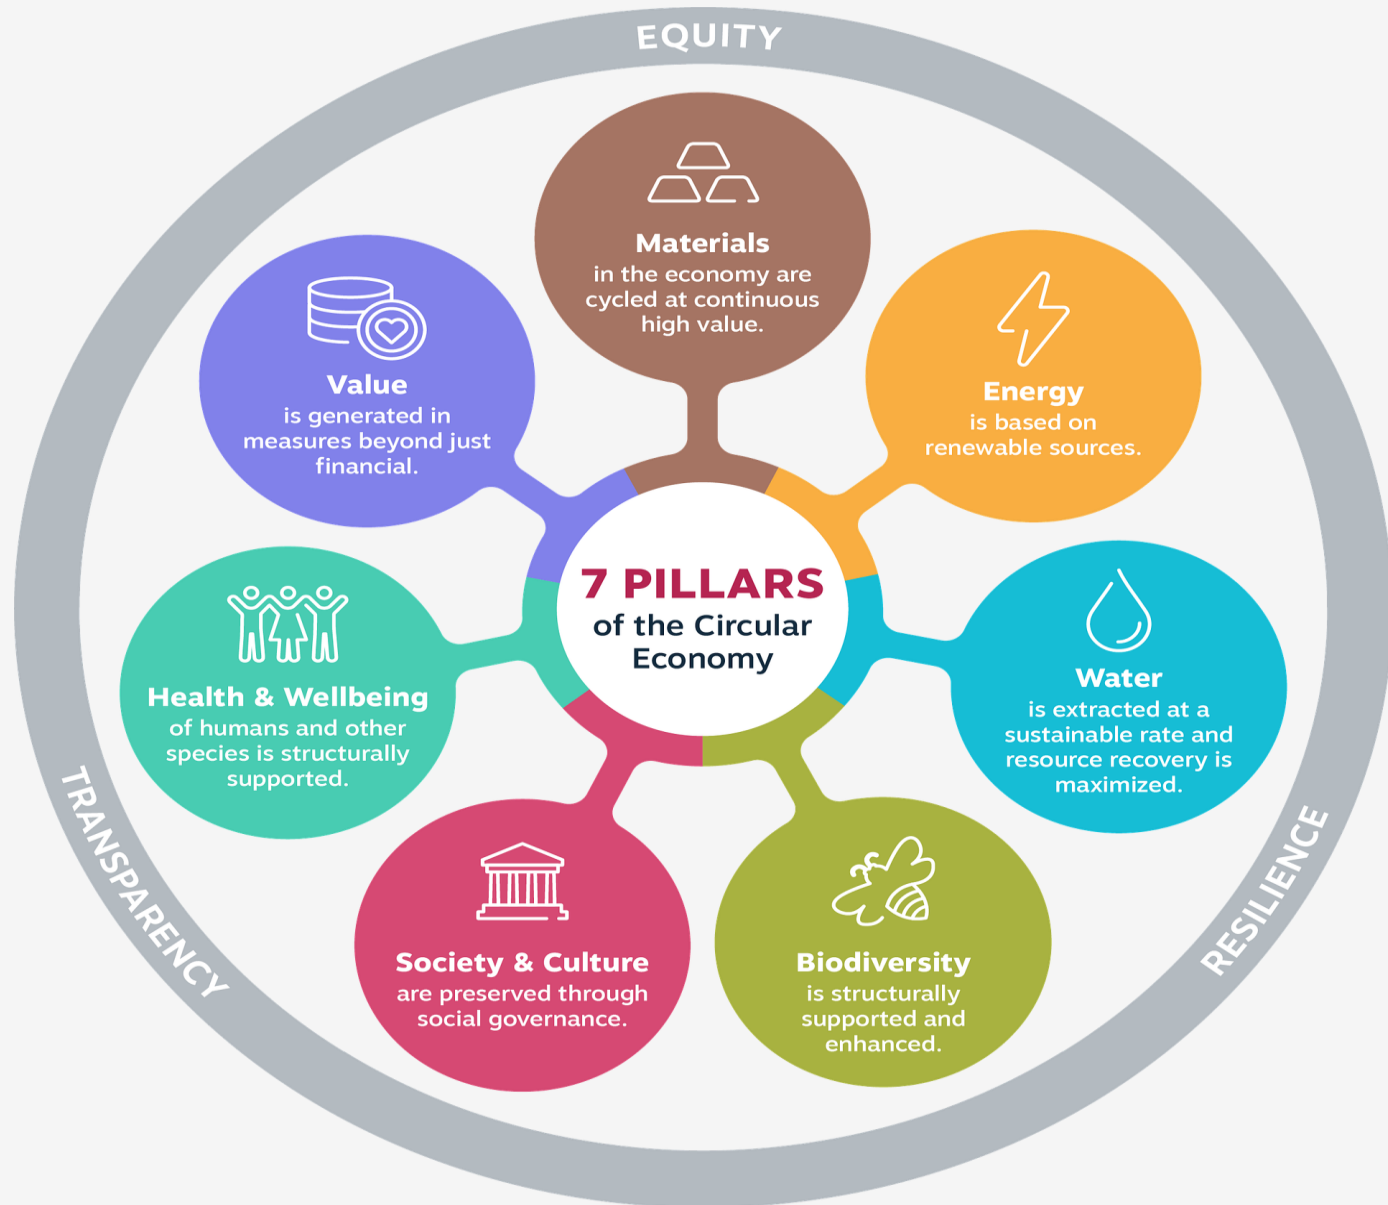 EQUITY
Materials
in the economy are
cycled at continuous
high value.
Energy
is based on
renewable sources.
Water
is extracted at a
sustainable rate and
resource recovery is
maximized.
Biodiversity
is structurally
supported and
enhanced.
Society & Culture
are preserved through
social governance.
Health & Wellbeing
of humans and other
species is structurally
supported.
Value
is generated in
measures beyond just
financial.
7 PILLARS
of the Circular
Economy
RESILIENCE
TRANSPARENCY